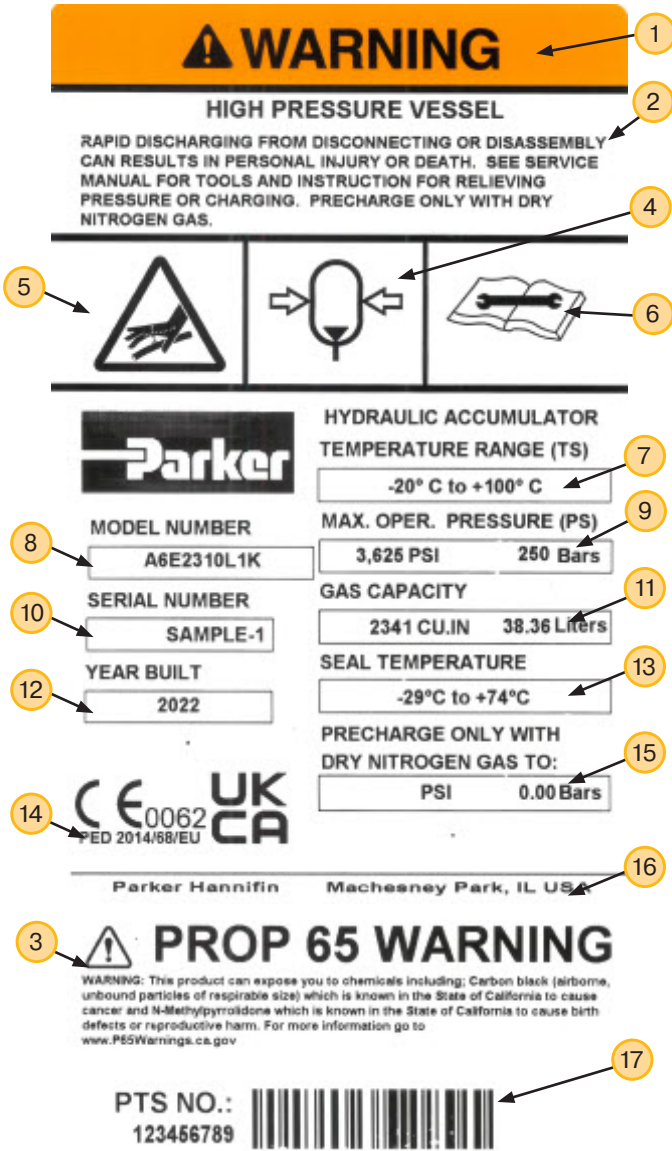 WARNING
1
HIGH PRESSURE VESSEL
2
RAPID DISCHARGING FROM DISCONNECTING OR DISASSEMBLY
CAN RESULTS IN PERSONAL INJURY OR DEATH. SEE SERVICE
MANUAL FOR TOOLS AND INSTRUCTION FOR RELIEVING
PRESSURE OR CHARGING. PRECHARGE ONLY WITH DRY
NITROGEN GAS.
4
5
6
Parker
HYDRAULIC ACCUMULATOR
TEMPERATURE RANGE (TS)
7
-20° C to +100° C
MODEL NUMBER
8
A6E2310L1K
MAX. OPER. PRESSURE (PS)
9
3,625 PSI 250 Bars
SERIAL NUMBER
10
SAMPLE-1
GAS CAPACITY
11
2341 CU.IN 38.36 Liters
YEAR BUILT
12
2022
SEAL TEMPERATURE
13
-29°C to +74°C
PRECHARGE ONLY WITH
DRY NITROGEN GAS TO:
15
PSI 0.00 Bars
CE0062
UK
CA
14
PED 2014/68/EU
16
Parker Hannifin Machesney Park, IL USA
3
PROP 65 WARNING
WARNING: This product can expose you to chemicals including; Carbon black (airborne,
unbound particles of respirable size) which is known in the State of California to cause
cancer and N-Methylpyrrolidone which is known in the State of California to cause birth
defects or reproductive harm. For more information go to
www.P65Warnings.ca.gov
17
PTS NO.:
123456789